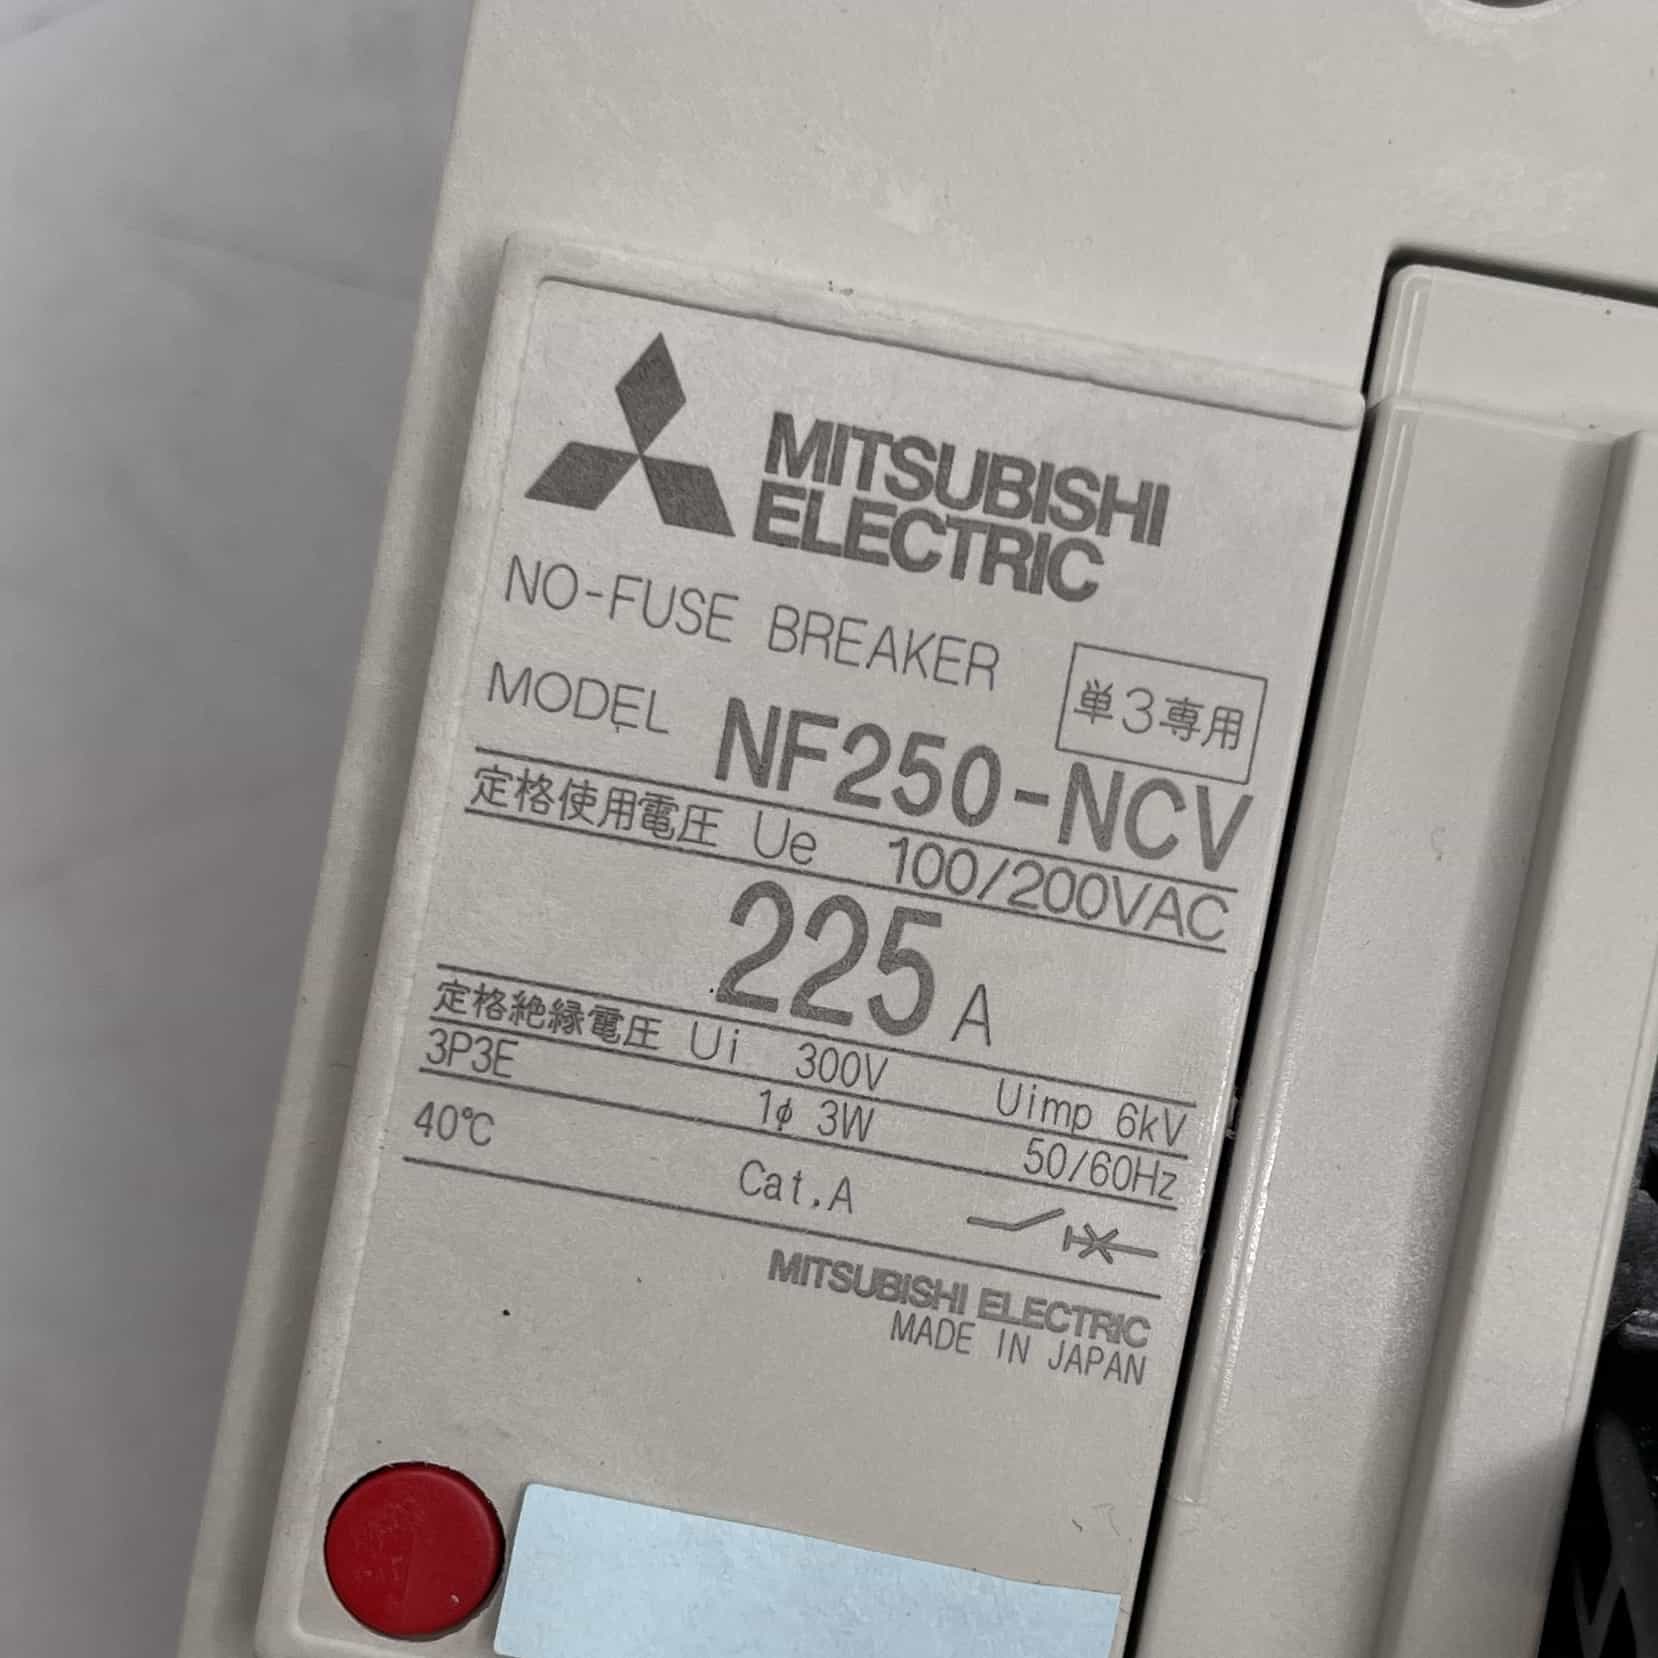 MITSUBISHI
ELECTRIC
NO-FUSE BREAKER
単3専用
MODEL NF250-NCV
定格使用電圧 Ue 100/200VAC
225A
定格絶縁電圧 Ui 300V Uimp 6kV
3P3E 1ϕ 3W 50/60Hz
40℃ Cat.A
MITSUBISHI ELECTRIC
MADE IN JAPAN